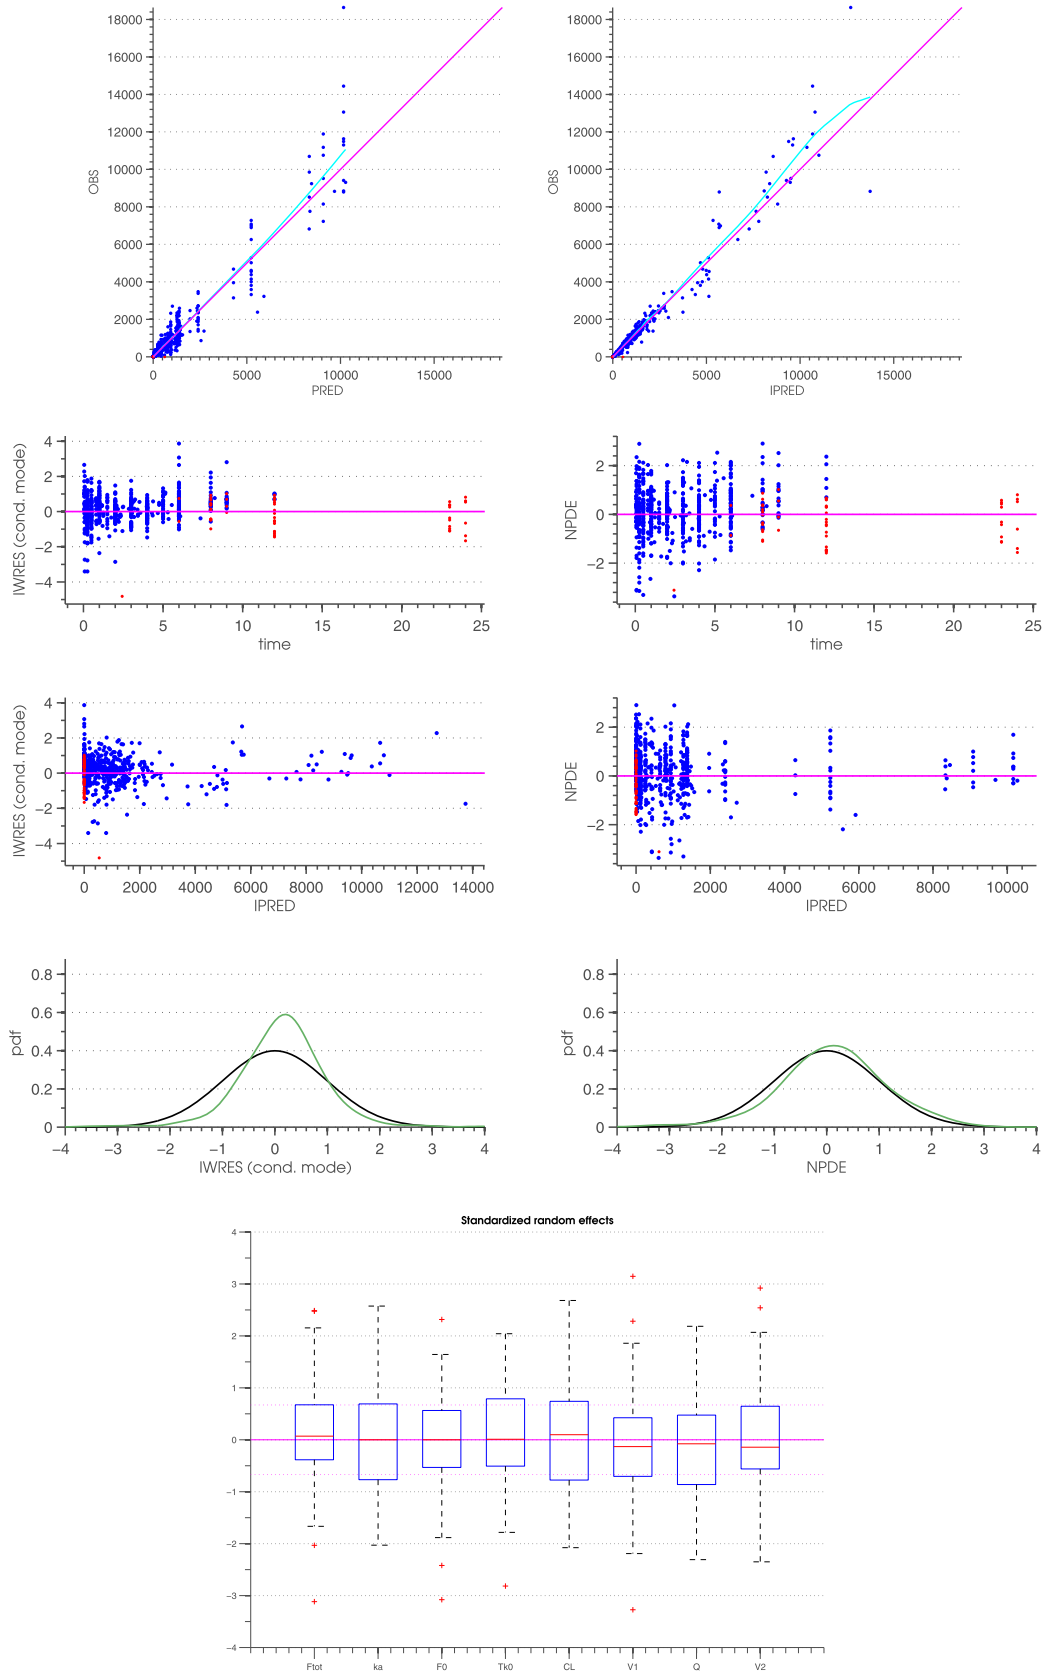 18000 18000
16000 16000
14000 14000
12000 12000
OBS 10000 OBS 10000
8000 8000
6000 6000
4000 4000
2000 2000
0 0
0 5000 10000 15000 0 5000 10000 15000
PRED IPRED
IWRES (cond. mode) NPDE
4 2
2 0
0 −2
−2
−4
0 5 10 15 20 25 0 5 10 15 20 25
time time
IWRES (cond. mode) NPDE
4 2
2 0
0 −2
−2
−4
0 2000 4000 6000 8000 10000 12000 14000 0 2000 4000 6000 8000 10000
IPRED IPRED
pdf pdf
0.8 0.8
0.6 0.6
0.4 0.4
0.2 0.2
0 0
−4 −3 −2 −1 0 1 2 3 4 −4 −3 −2 −1 0 1 2 3 4
IWRES (cond. mode) NPDE
Standardized random effects
4
3
2
1
0
−1
−2
−3
−4
Ftot ka F0 Tk0 CL V1 Q V2